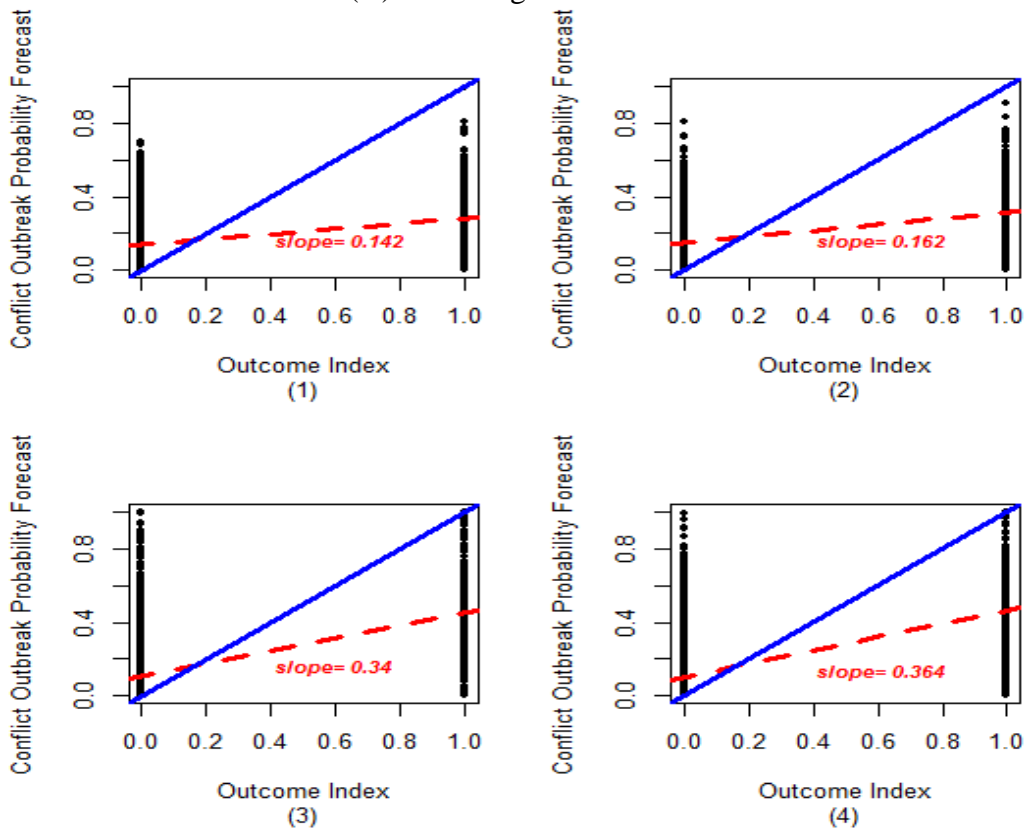 Conflict Outbreak Probability Forecast
0.0 0.4 0.8
slope= 0.142
0.0 0.2 0.4 0.6 0.8 1.0
Outcome Index
(1)
Conflict Outbreak Probability Forecast
0.0 0.4 0.8
slope= 0.162
0.0 0.2 0.4 0.6 0.8 1.0
Outcome Index
(2)
Conflict Outbreak Probability Forecast
0.0 0.4 0.8
slope= 0.34
0.0 0.2 0.4 0.6 0.8 1.0
Outcome Index
(3)
Conflict Outbreak Probability Forecast
0.0 0.4 0.8
slope= 0.364
0.0 0.2 0.4 0.6 0.8 1.0
Outcome Index
(4)